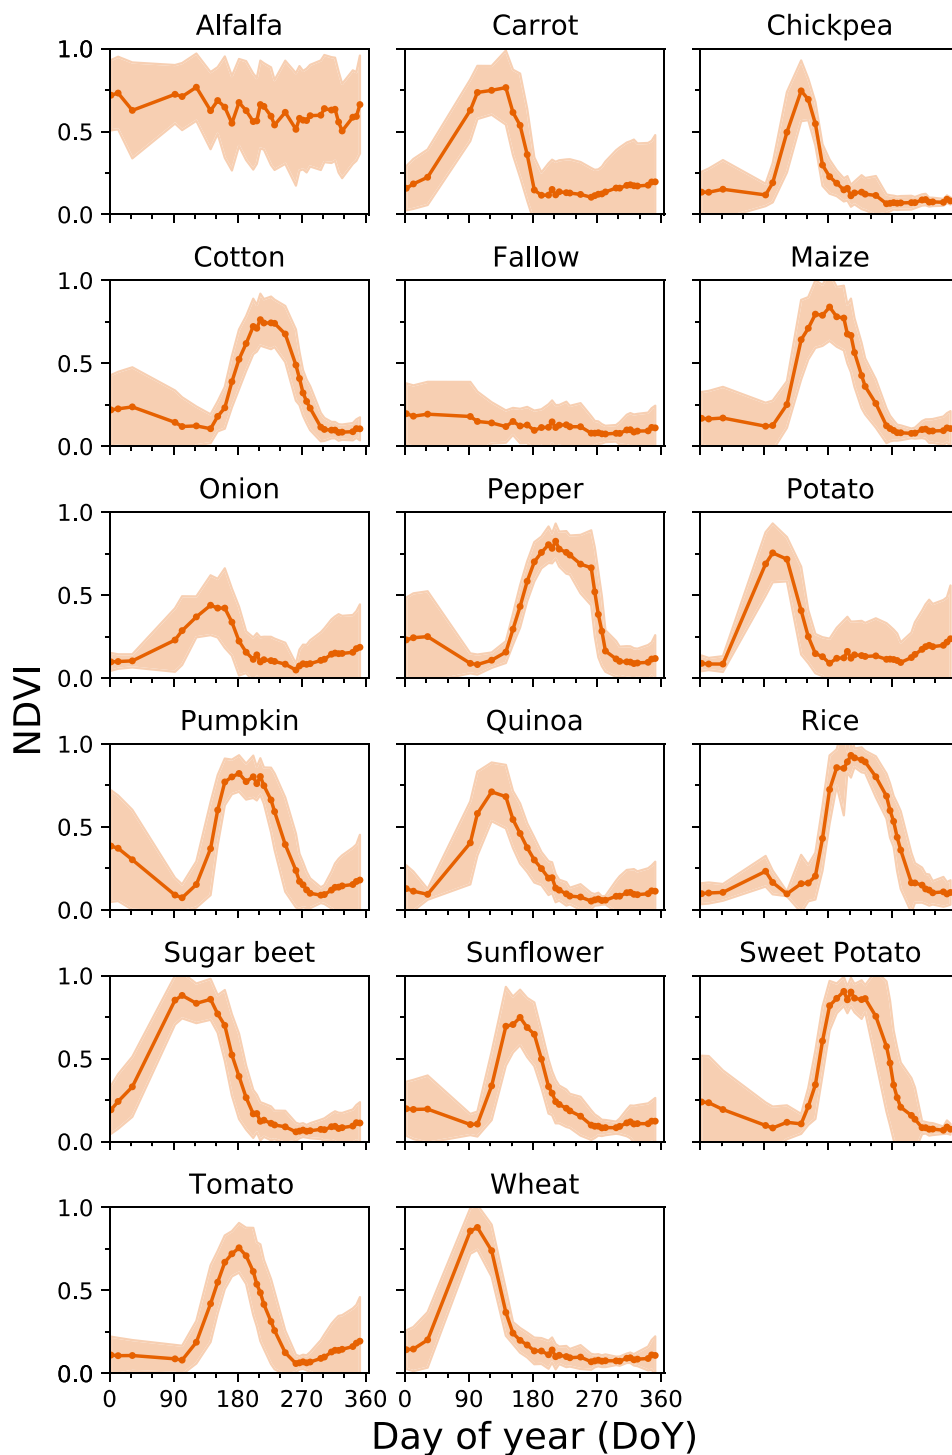 Alfalfa Carrot Chickpea
1.0
0.5
0.0
Cotton Fallow Maize
1.0
0.5
0.0
Onion Pepper Potato
1.0
0.5
0.0
NDVI
Pumpkin Quinoa Rice
1.0
0.5
0.0
Sugar beet Sunflower Sweet Potato
1.0
0.5
0.0
Tomato Wheat
1.0
0.5
0.0
0 90 180 270 360 0 90 180 270 360
Day of year (DoY)